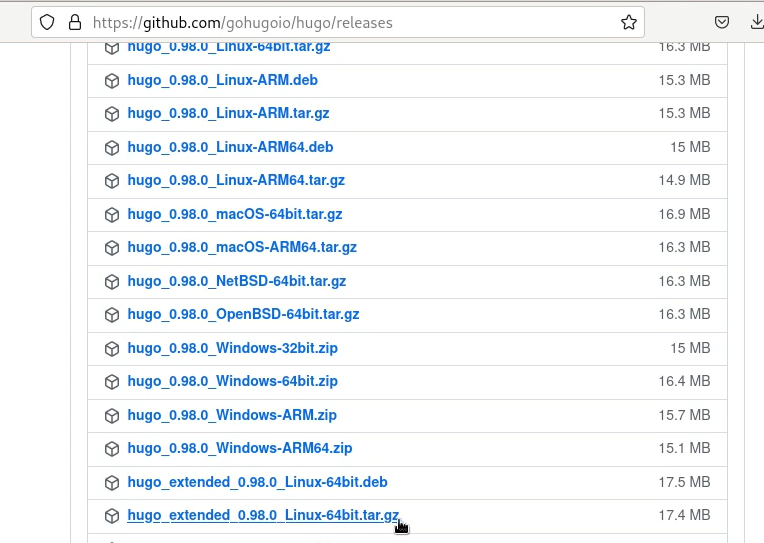 https://github.com/gohugoio/hugo/releases
hugo_0.98.0_Linux-64bit.tar.gz 16.3 MB
hugo_0.98.0_Linux-ARM.deb 15.3 MB
hugo_0.98.0_Linux-ARM.tar.gz 15.3 MB
hugo_0.98.0_Linux-ARM64.deb 15 MB
hugo_0.98.0_Linux-ARM64.tar.gz 14.9 MB
hugo_0.98.0_macOS-64bit.tar.gz 16.9 MB
hugo_0.98.0_macOS-ARM64.tar.gz 16.3 MB
hugo_0.98.0_NetBSD-64bit.tar.gz 16.3 MB
hugo_0.98.0_OpenBSD-64bit.tar.gz 16.3 MB
hugo_0.98.0_Windows-32bit.zip 15 MB
hugo_0.98.0_Windows-64bit.zip 16.4 MB
hugo_0.98.0_Windows-ARM.zip 15.7 MB
hugo_0.98.0_Windows-ARM64.zip 15.1 MB
hugo_extended_0.98.0_Linux-64bit.deb 17.5 MB
hugo_extended_0.98.0_Linux-64bit.tar.gz 17.4 MB